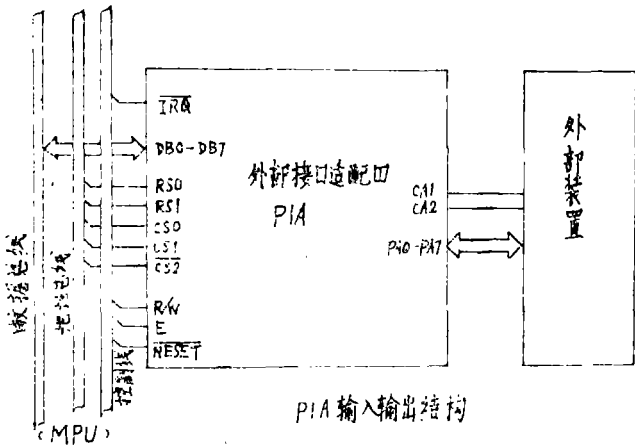 IRQ
DB0-DB7
RS0
RS1
CS0
CS1
CS2
R/W
E
RESET
外部接口适配口
PIA
CA1
CA2
PA0-PA7
外部装置
数据总线
地址总线
控制线
(MPU)
PIA输入输出结构